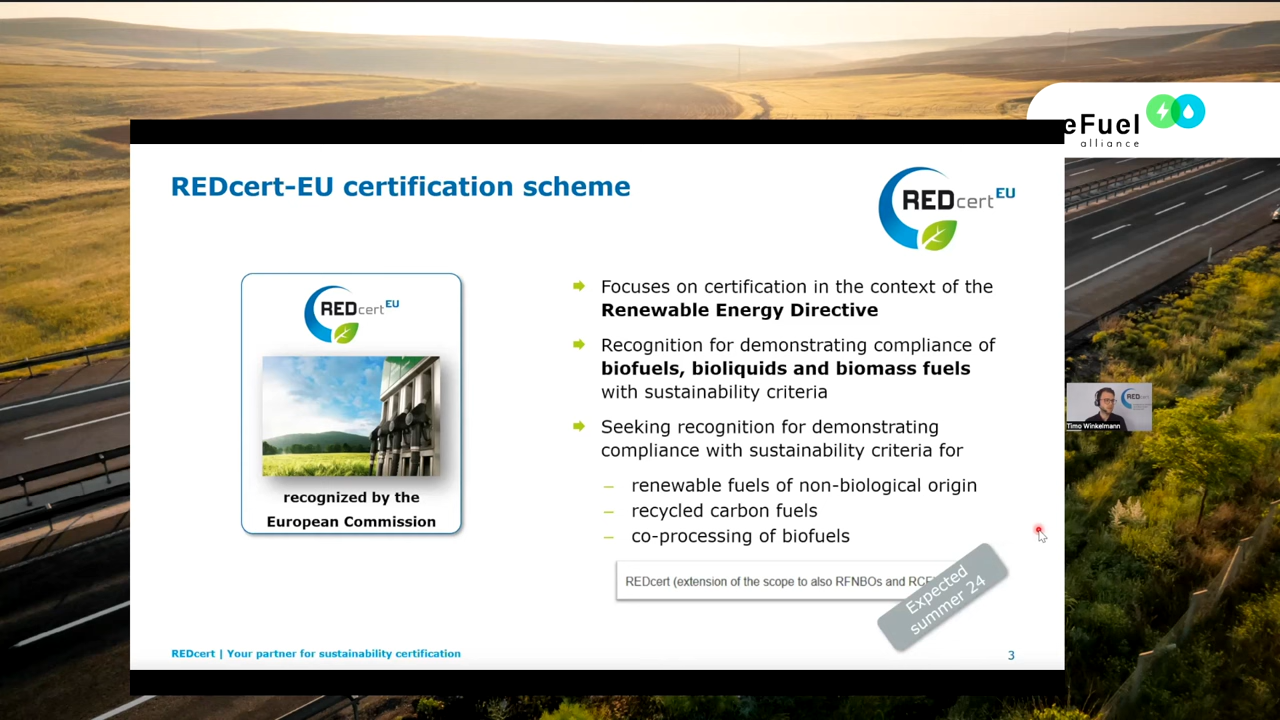 eFuel
alliance
REDcert-EU certification scheme
REDcert EU
REDcert EU
recognized by the
European Commission
Focuses on certification in the context of the
Renewable Energy Directive
Recognition for demonstrating compliance of
biofuels, bioliquids and biomass fuels
with sustainability criteria
Seeking recognition for demonstrating
compliance with sustainability criteria for
– renewable fuels of non-biological origin
– recycled carbon fuels
– co-processing of biofuels
REDcert (extension of the scope to also RFNBOs and RCF
Expected
summer 24
REDcert | Your partner for sustainability certification
3
Timo Winkelmann
RED